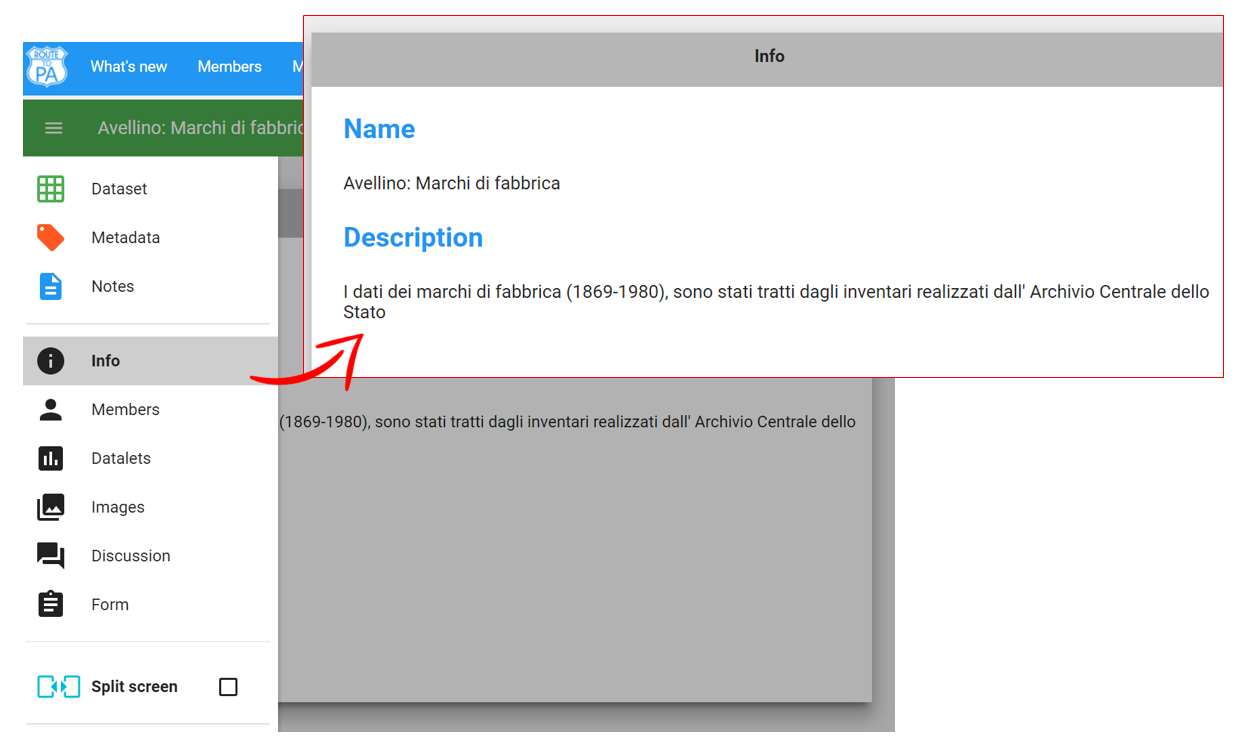 ROUTE
TO
PA
What's new
Members
M
Avellino: Marchi di fabbric
Dataset
Metadata
Notes
Info
Members
Datalets
Images
Discussion
Form
Split screen
Info
Name
Avellino: Marchi di fabbrica
Description
I dati dei marchi di fabbrica (1869-1980), sono stati tratti dagli inventari realizzati dall' Archivio Centrale dello
Stato
(1869-1980), sono stati tratti dagli inventari realizzati dall' Archivio Centrale dello